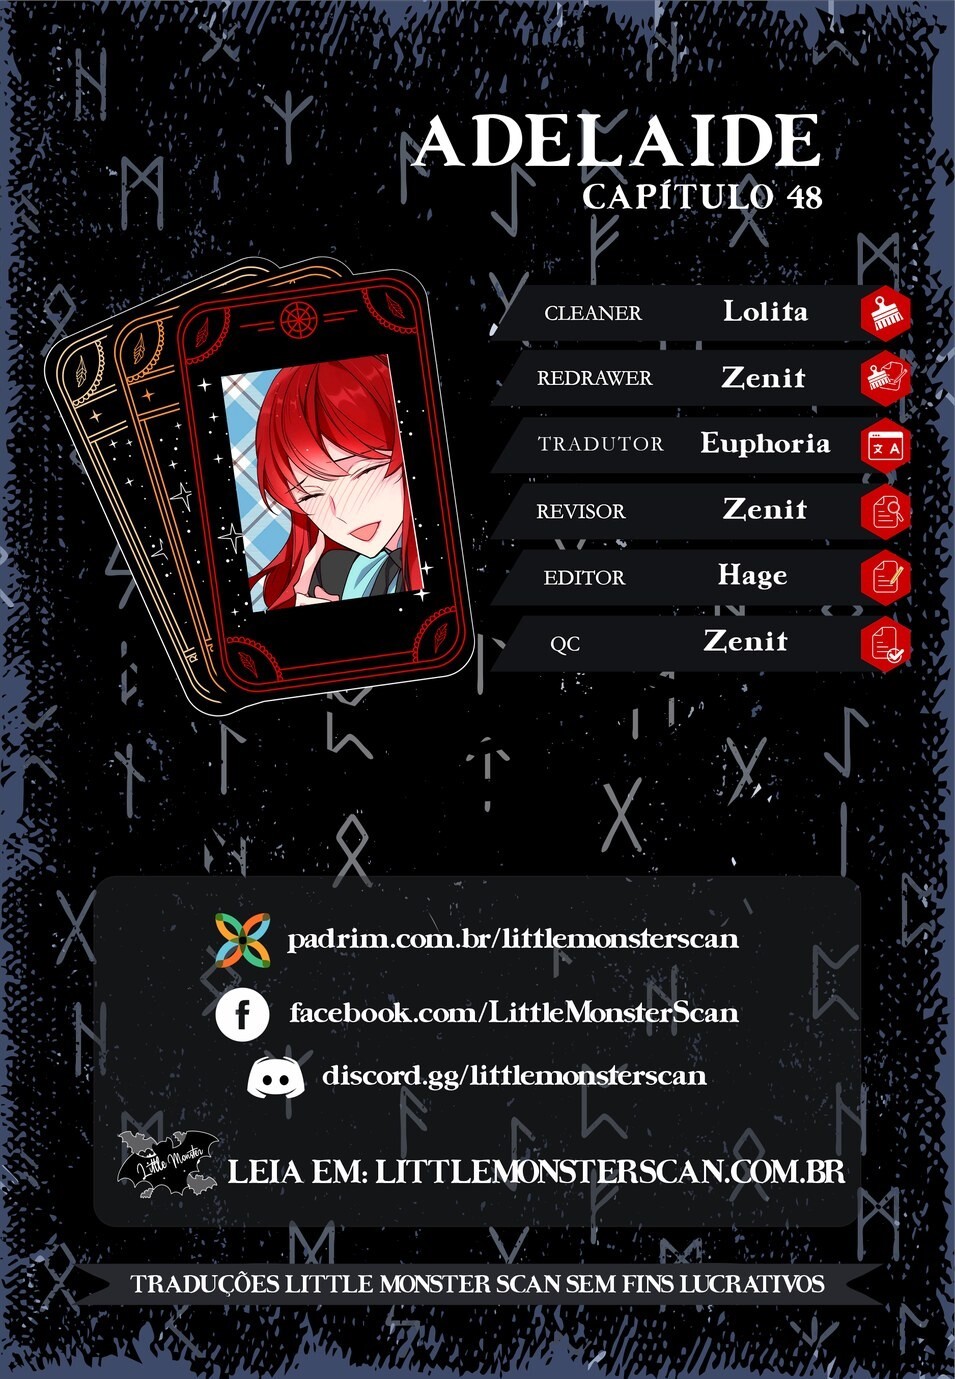 ADELAIDE
CAPÍTULO 48
CLEANER Lolita
REDRAWER Zenit
TRADUTOR Euphoria
REVISOR Zenit
EDITOR Hage
QC Zenit
padrim.com.br/littlemonsterscan
facebook.com/LittleMonsterScan
discord.gg/littlemonsterscan
Little Monster
LEIA EM: LITTLEMONSTERSCAN.COM.BR
TRADUÇÕES LITTLE MONSTER SCAN SEM FINS LUCRATIVOS